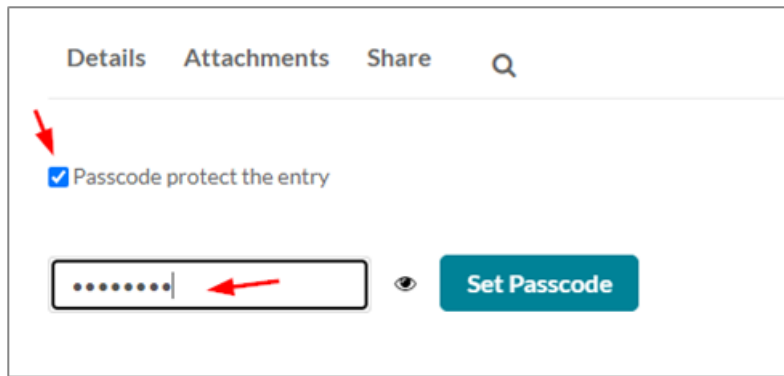 Details Attachments Share
Passcode protect the entry
••••••••
Set Passcode